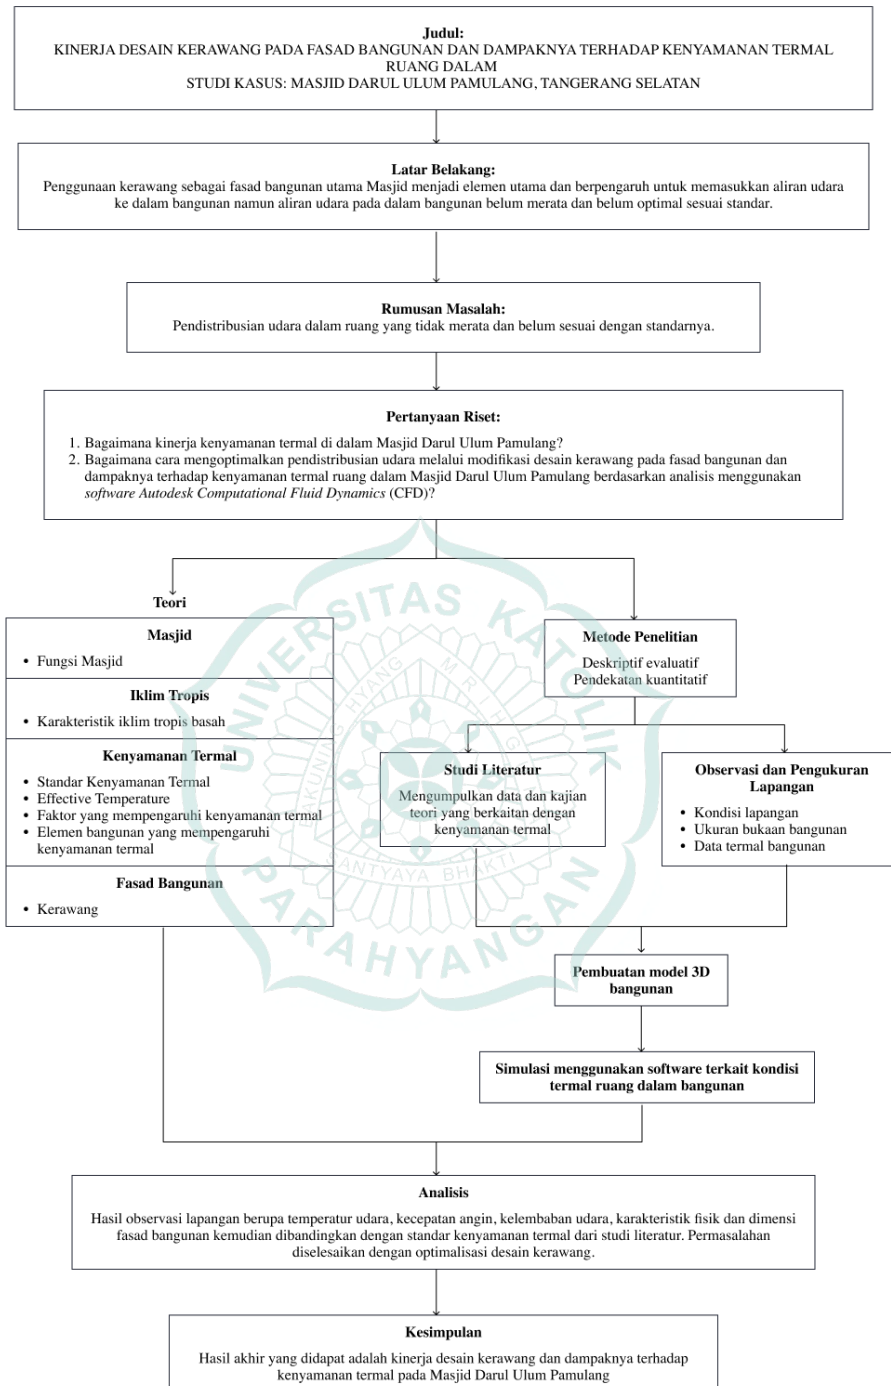 Judul:
KINERJA DESAIN KERAWANG PADA FASAD BANGUNAN DAN DAMPAKNYA TERHADAP KENYAMANAN TERMAL
RUANG DALAM
STUDI KASUS: MASJID DARUL ULUM PAMULANG, TANGERANG SELATAN
Latar Belakang:
Penggunaan kerawang sebagai fasad bangunan utama Masjid menjadi elemen utama dan berpengaruh untuk memasukkan aliran udara
ke dalam bangunan namun aliran udara pada dalam bangunan belum merata dan belum optimal sesuai standar.
Rumusan Masalah:
Pendistribusian udara dalam ruang yang tidak merata dan belum sesuai dengan standarnya.
Pertanyaan Riset:
1. Bagaimana kinerja kenyamanan termal di dalam Masjid Darul Ulum Pamulang?
2. Bagaimana cara mengoptimalkan pendistribusian udara melalui modifikasi desain kerawang pada fasad bangunan dan
dampaknya terhadap kenyamanan termal ruang dalam Masjid Darul Ulum Pamulang berdasarkan analisis menggunakan
software Autodesk Computational Fluid Dynamics (CFD)?
Teori
Masjid
• Fungsi Masjid
Iklim Tropis
• Karakteristik iklim tropis basah
Kenyamanan Termal
• Standar Kenyamanan Termal
• Effective Temperature
• Faktor yang mempengaruhi kenyamanan termal
• Elemen bangunan yang mempengaruhi
kenyamanan termal
Fasad Bangunan
• Kerawang
Metode Penelitian
Deskriptif evaluatif
Pendekatan kuantitatif
Studi Literatur
Mengumpulkan data dan kajian
teori yang berkaitan dengan
kenyamanan termal
Observasi dan Pengukuran
Lapangan
• Kondisi lapangan
• Ukuran bukaan bangunan
• Data termal bangunan
Pembuatan model 3D
bangunan
Simulasi menggunakan software terkait kondisi
termal ruang dalam bangunan
Analisis
Hasil observasi lapangan berupa temperatur udara, kecepatan angin, kelembaban udara, karakteristik fisik dan dimensi
fasad bangunan kemudian dibandingkan dengan standar kenyamanan termal dari studi literatur. Permasalahan
diselesaikan dengan optimalisasi desain kerawang.
Kesimpulan
Hasil akhir yang didapat adalah kinerja desain kerawang dan dampaknya terhadap
kenyamanan termal pada Masjid Darul Ulum Pamulang
UNIVERSITAS KATOLIK
PARAHYANGAN